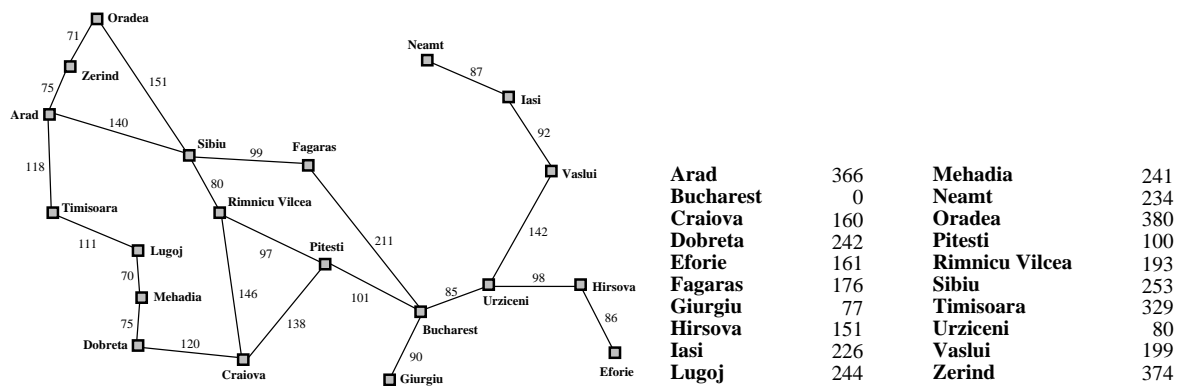 Oradea
71
Neamt
Zerind
87
151
75
Iasi
Arad
140
92
Sibiu
Fagaras
99
118
Vaslui
80
Rimnicu Vilcea
Timisoara
142
111
211
Lugoj
97
Pitesti
70
98
Hirsova
85
Mehadia
146
101
Urziceni
86
75
138
Bucharest
Dobreta
120
90
Craiova
Eforie
Giurgiu
Arad 366 Mehadia 241
Bucharest 0 Neamt 234
Craiova 160 Oradea 380
Dobreta 242 Pitesti 100
Eforie 161 Rimnicu Vilcea 193
Fagaras 176 Sibiu 253
Giurgiu 77 Timisoara 329
Hirsova 151 Urziceni 80
Iasi 226 Vaslui 199
Lugoj 244 Zerind 374